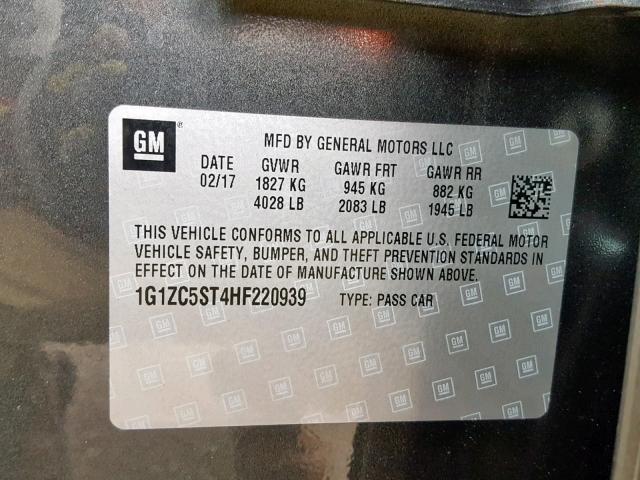 GM ® MFD BY GENERAL MOTORS LLC
DATE GVWR GAWR FRT GAWR RR
02/17 1827 KG 945 KG 882 KG
4028 LB 2083 LB 1945 LB
THIS VEHICLE CONFORMS TO ALL APPLICABLE U.S. FEDERAL MOTOR
VEHICLE SAFETY, BUMPER, AND THEFT PREVENTION STANDARDS IN
EFFECT ON THE DATE OF MANUFACTURE SHOWN ABOVE.
1G1ZC5ST4HF220939 TYPE: PASS CAR